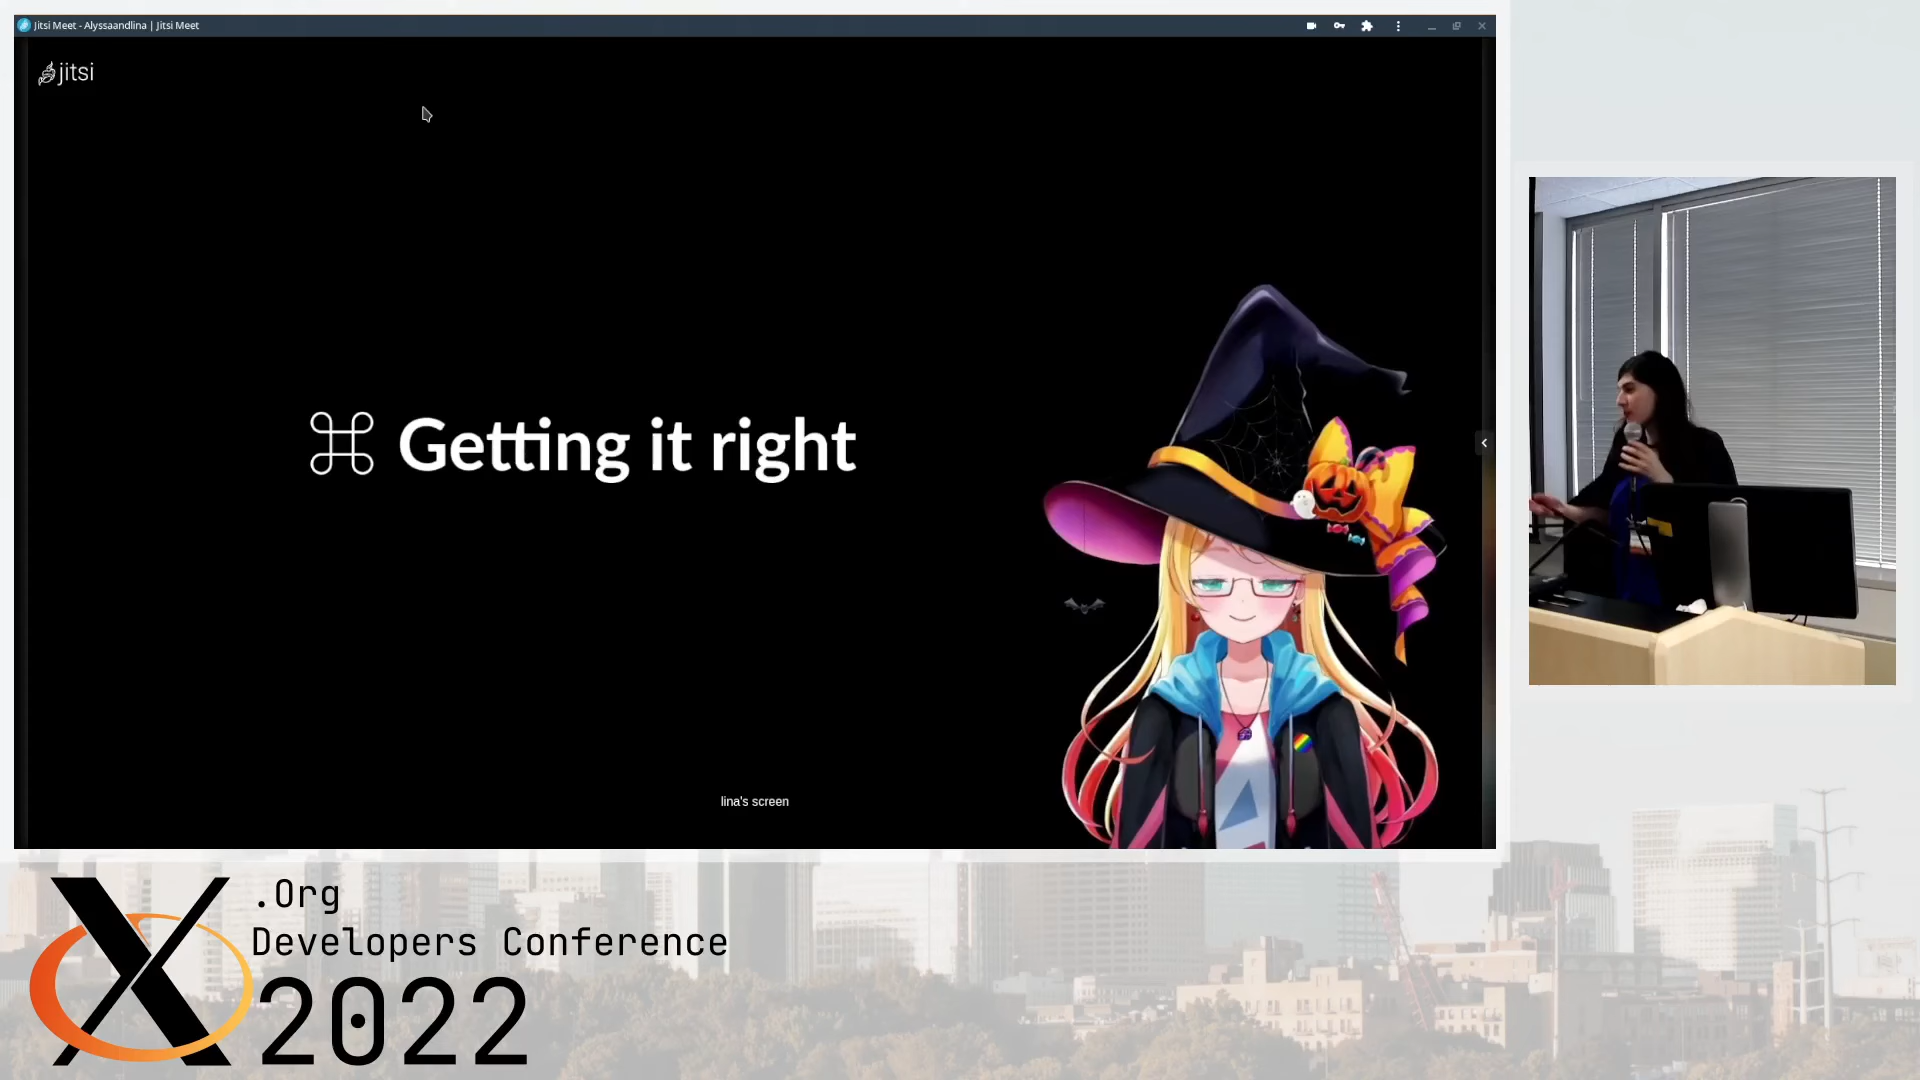 Jitsi Meet - Alyssaandlina | Jitsi Meet
jitsi
⌘ Getting it right
lina's screen
.Org
Developers Conference
2022